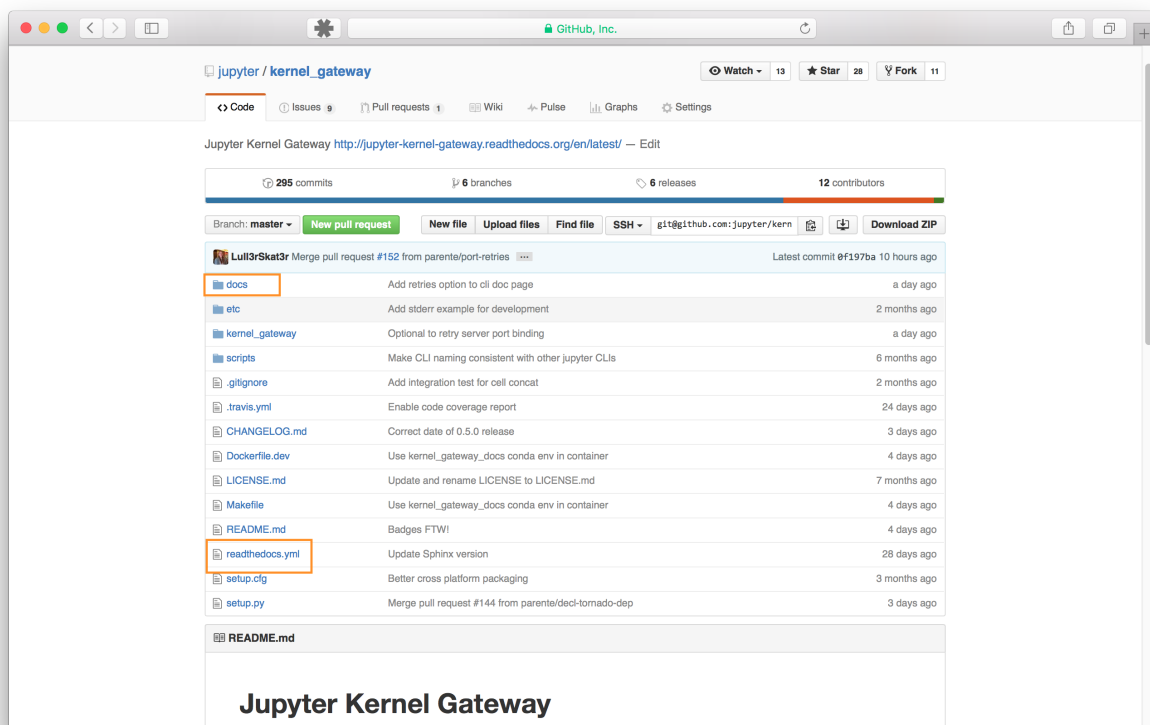 GitHub, Inc.
jupyter / kernel_gateway
Watch 13 Star 28 Fork 11
Code Issues 9 Pull requests 1 Wiki Pulse Graphs Settings
Jupyter Kernel Gateway http://jupyter-kernel-gateway.readthedocs.org/en/latest/ — Edit
295 commits 6 branches 6 releases 12 contributors
Branch: master New pull request New file Upload files Find file SSH git@github.com:jupyter/kern Download ZIP
Lull3rSkat3r Merge pull request #152 from parente/port-retries ... Latest commit 0f197ba 10 hours ago
docs Add retries option to cli doc page a day ago
etc Add stderr example for development 2 months ago
kernel_gateway Optional to retry server port binding a day ago
scripts Make CLI naming consistent with other jupyter CLIs 6 months ago
.gitignore Add integration test for cell concat 2 months ago
.travis.yml Enable code coverage report 24 days ago
CHANGELOG.md Correct date of 0.5.0 release 3 days ago
Dockerfile.dev Use kernel_gateway_docs conda env in container 4 days ago
LICENSE.md Update and rename LICENSE to LICENSE.md 7 months ago
Makefile Use kernel_gateway_docs conda env in container 4 days ago
README.md Badges FTW! 4 days ago
readthedocs.yml Update Sphinx version 28 days ago
setup.cfg Better cross platform packaging 3 months ago
setup.py Merge pull request #144 from parente/decl-tornado-dep 3 days ago
README.md
Jupyter Kernel Gateway